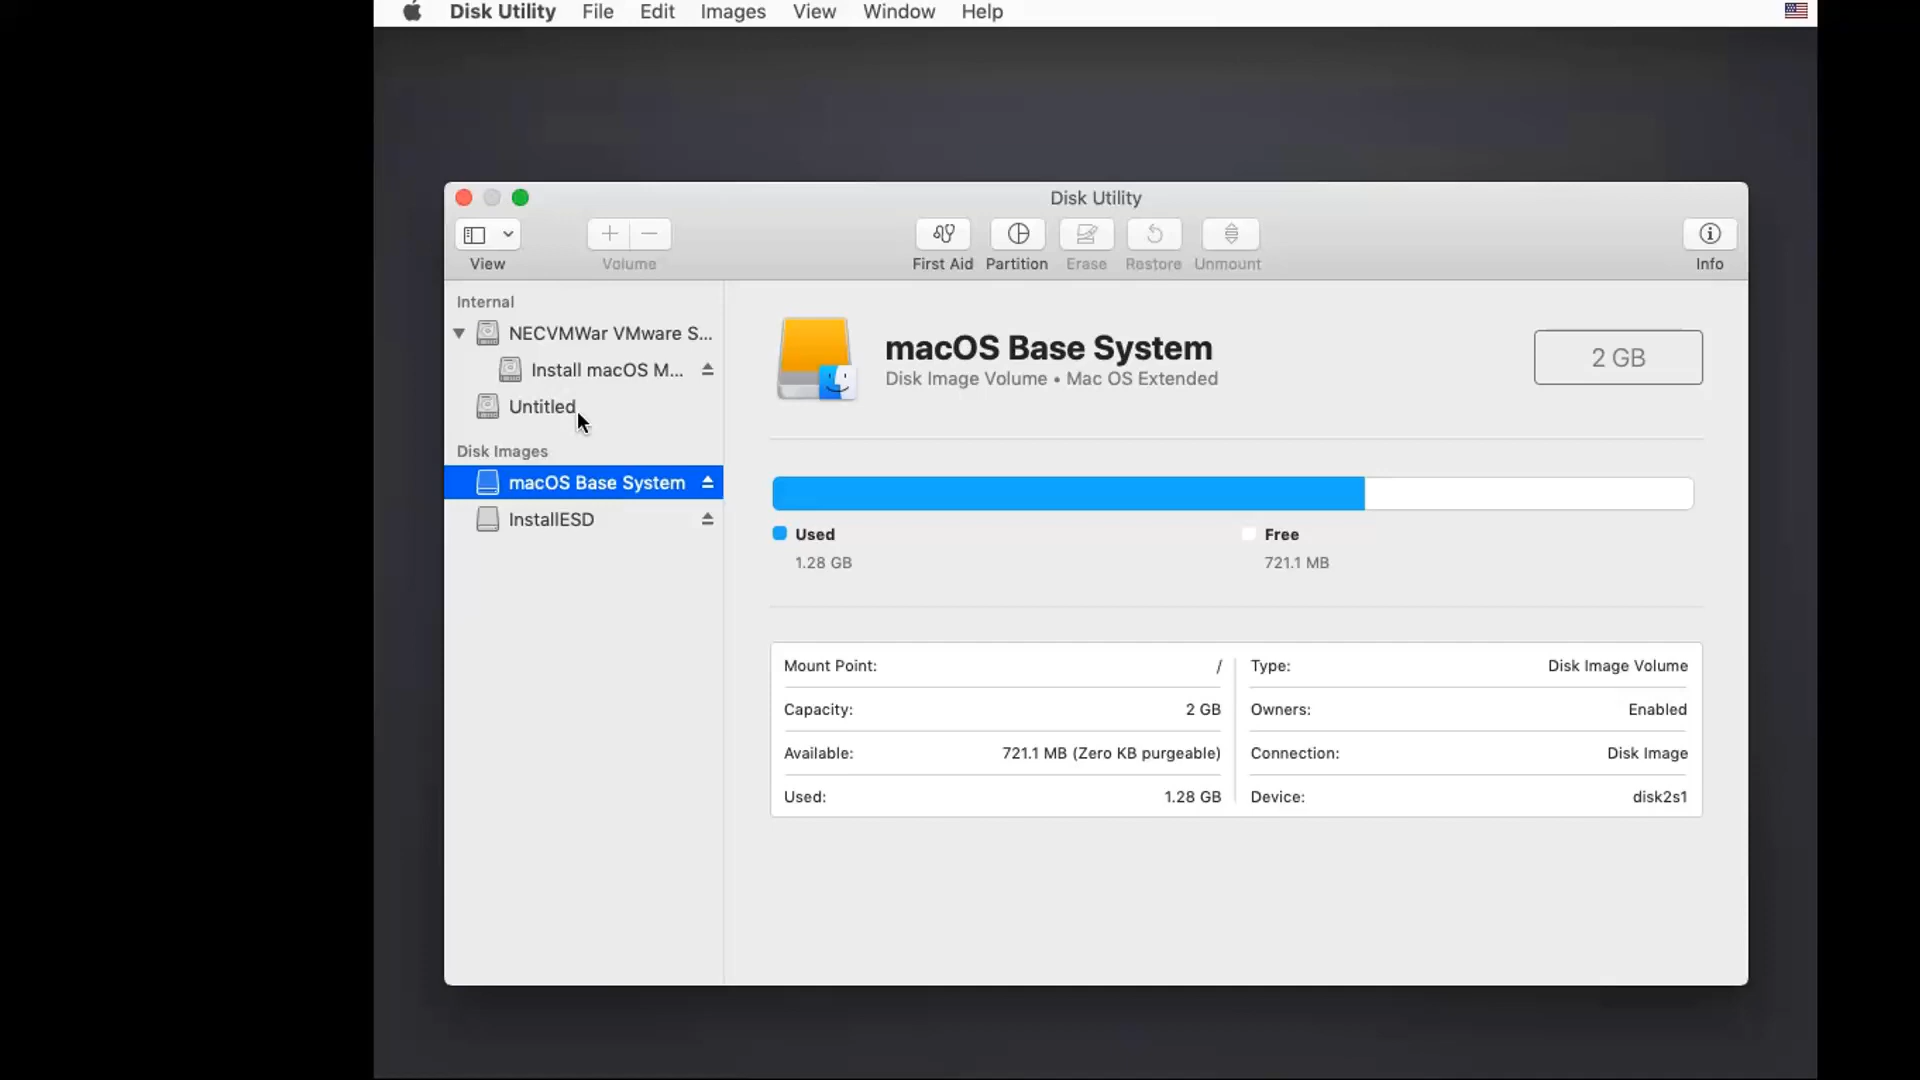 Disk Utility File Edit Images View Window Help
Disk Utility
View
Volume
First Aid
Partition
Erase
Restore
Unmount
Info
Internal
NECVMWar VMware S...
Install macOS M...
Untitled
Disk Images
macOS Base System
InstallESD
macOS Base System
Disk Image Volume • Mac OS Extended
2 GB
Used
1.28 GB
Free
721.1 MB
Mount Point: /
Capacity: 2 GB
Available: 721.1 MB (Zero KB purgeable)
Used: 1.28 GB
Type: Disk Image Volume
Owners: Enabled
Connection: Disk Image
Device: disk2s1